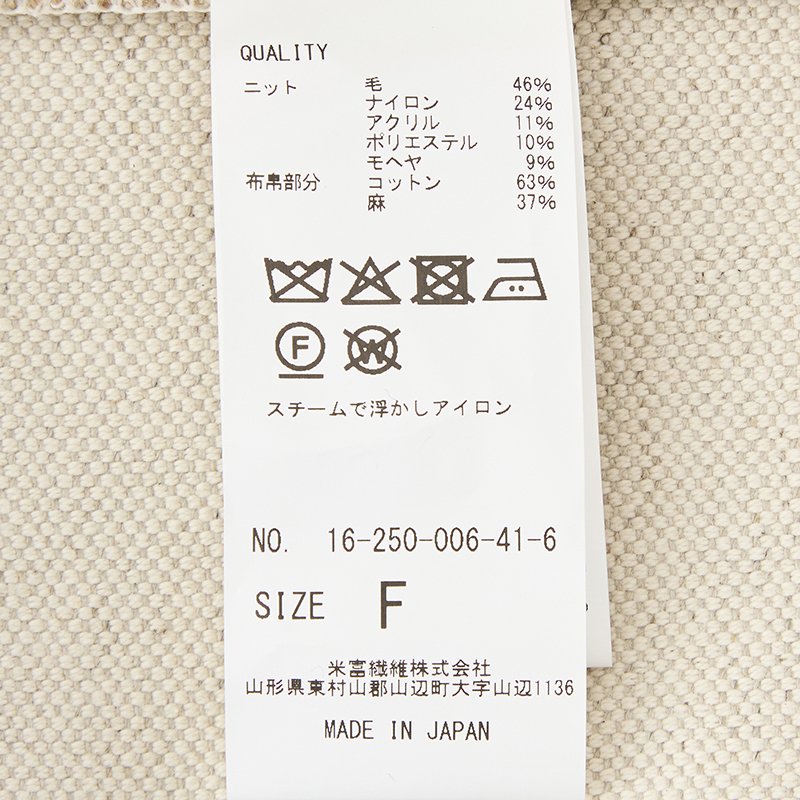 QUALITY
ニット 毛 46%
ナイロン 24%
アクリル 11%
ポリエステル 10%
モヘヤ 9%
布帛部分 コットン 63%
麻 37%
F W
スチームで浮かしアイロン
NO. 16-250-006-41-6
SIZE F
米富繊維株式会社
山形県東村山郡山辺町大字山辺1136
MADE IN JAPAN